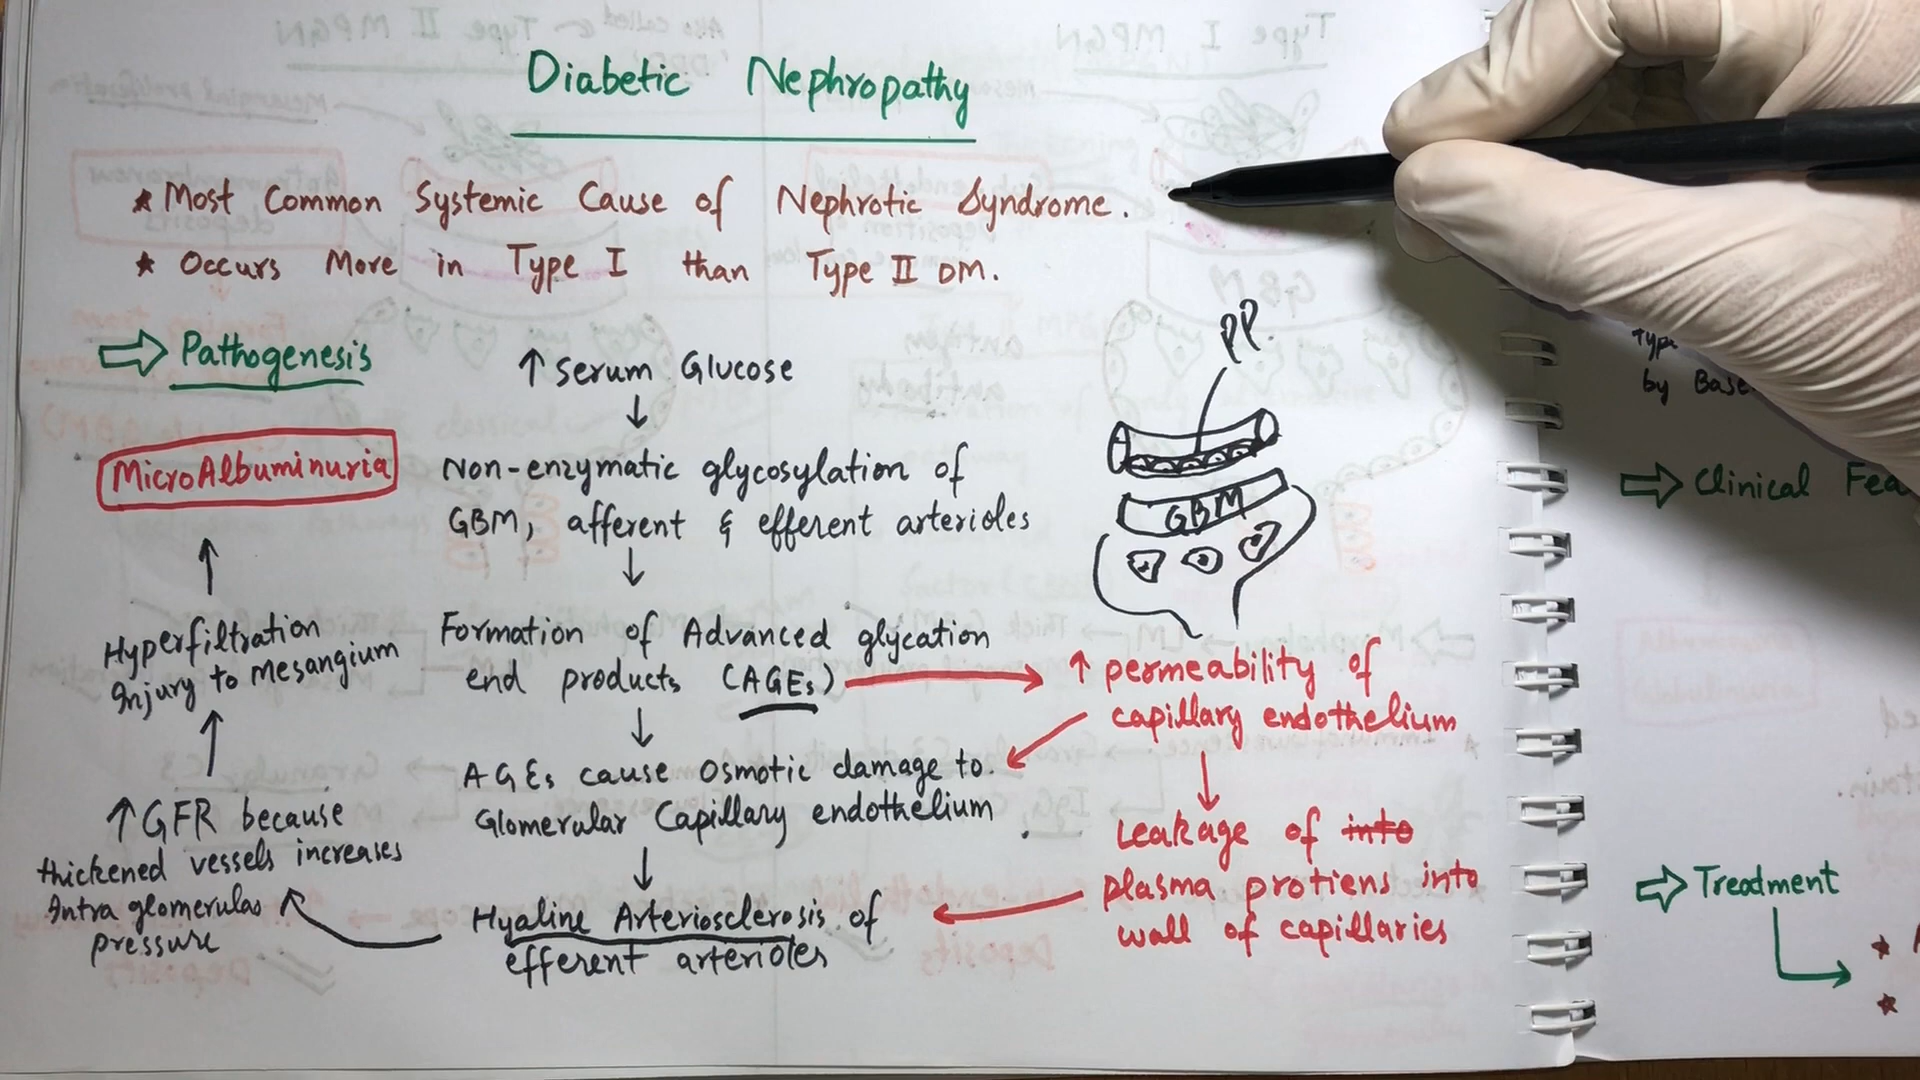 Diabetic Nephropathy
★ Most Common Systemic Cause of Nephrotic Syndrome.
★ Occurs More in Type I than Type II DM.
⇨ Pathogenesis
↑ serum Glucose
↓
Non-enzymatic glycosylation of
GBM, afferent & efferent arterioles
↓
Formation of Advanced glycation
end products (AGEs) →
↓
AGEs cause Osmotic damage to
Glomerular Capillary endothelium
↓
Hyaline Arteriosclerosis of
efferent arterioles
↑ permeability of
capillary endothelium
↓
Leakage of into
plasma protiens into
wall of capillaries
↑ GFR because
thickened vessels increases
Intra glomerular
pressure
↑
Hyperfiltration
Injury to Mesangium
↑
MicroAlbuminuria
PP.
GBM
by
⇨ Clinical
⇨ Treatment
★
★